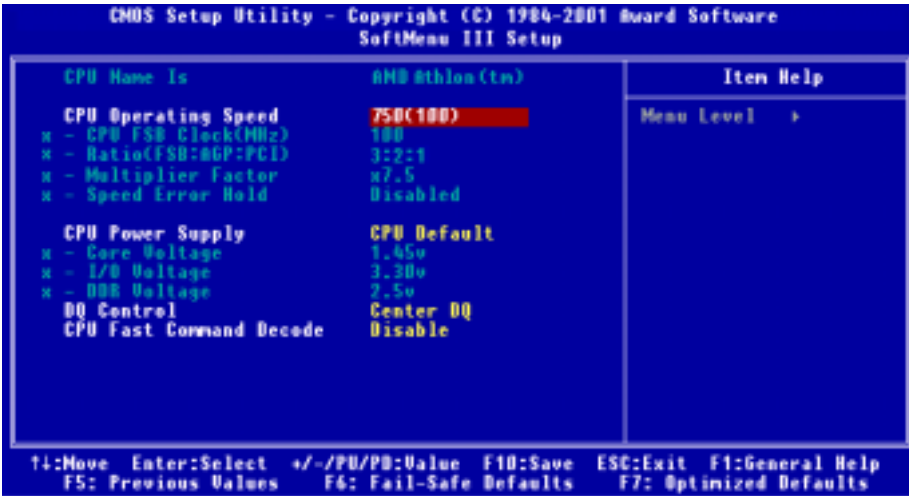 CMOS Setup Utility - Copyright (C) 1984-2001 Award Software
SoftMenu III Setup
CPU Name Is AMD Athlon (tm)
Item Help
CPU Operating Speed 750(100)
Menu Level ▸
x - CPU FSB Clock(MHz) 100
x - Ratio(FSB:AGP:PCI) 3:2:1
x - Multiplier Factor x7.5
x - Speed Error Hold Disabled
CPU Power Supply CPU Default
x - Core Voltage 1.45v
x - I/O Voltage 3.30v
x - DDR Voltage 2.5v
DQ Control Center DQ
CPU Fast Command Decode Disable
↑↓:Move Enter:Select +/-/PU/PD:Value F10:Save ESC:Exit F1:General Help
F5: Previous Values F6: Fail-Safe Defaults F7: Optimized Defaults